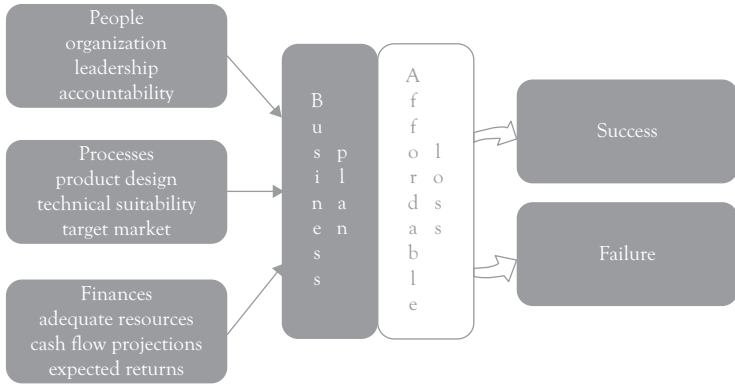 People
organization
leadership
accountability
Processes
product design
technical suitability
target market
Finances
adequate resources
cash flow projections
expected returns
Business
plan
Affordable
loss
Success
Failure